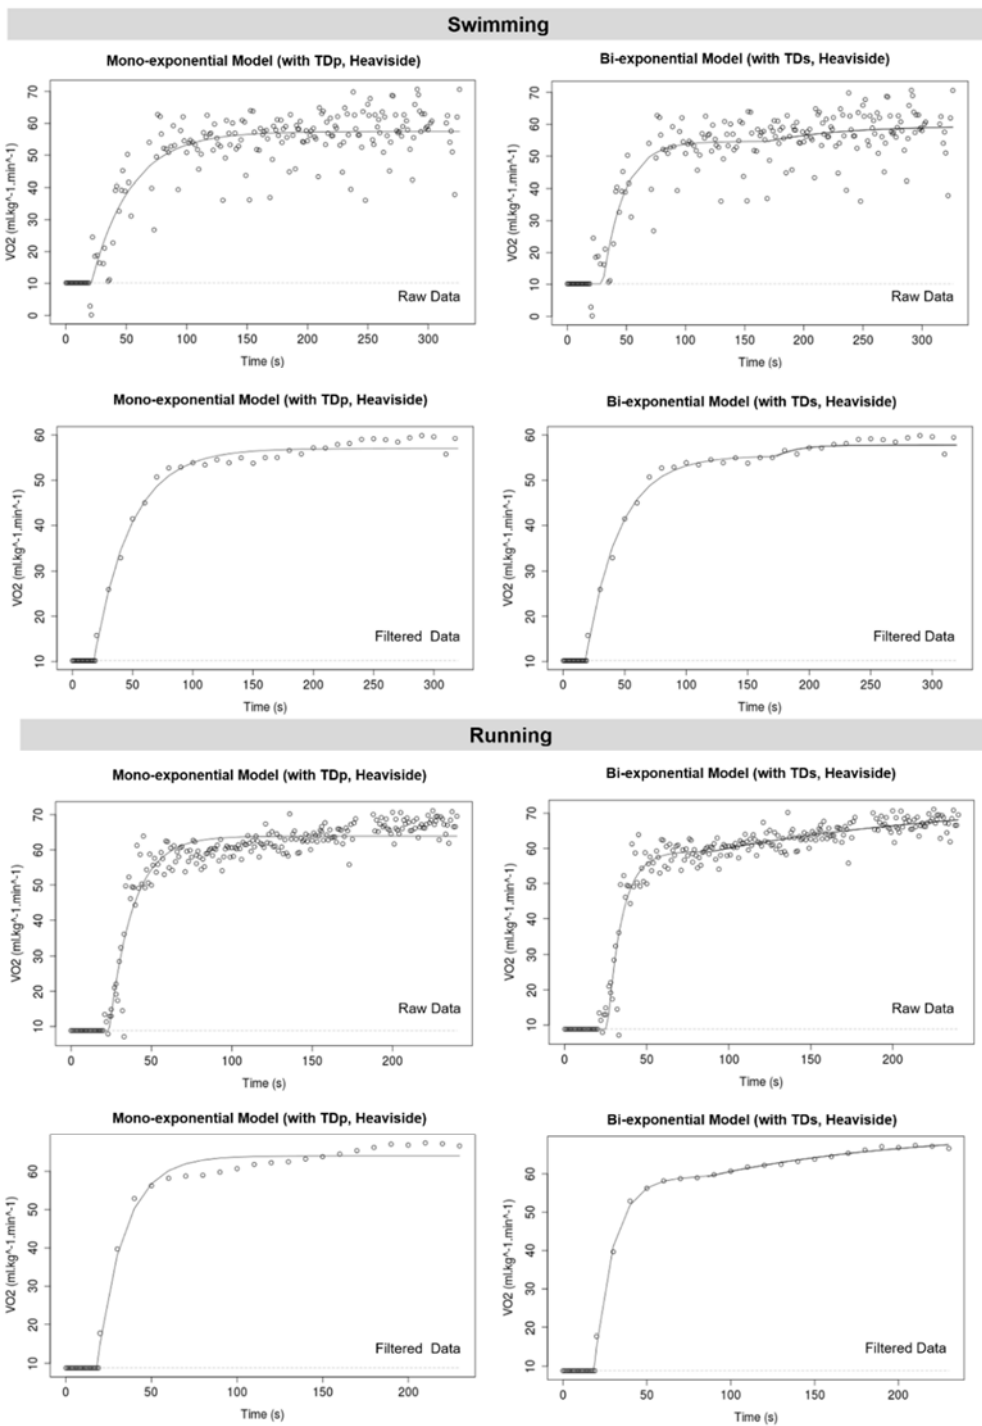 Swimming
Mono-exponential Model (with TDp, Heaviside)
Bi-exponential Model (with TDs, Heaviside)
VO2 (ml.kg^-1.min^-1)
0 10 20 30 40 50 60 70
Raw Data
0 50 100 150 200 250 300
Time (s)
VO2 (ml.kg^-1.min^-1)
0 10 20 30 40 50 60 70
Raw Data
0 50 100 150 200 250 300
Time (s)
Mono-exponential Model (with TDp, Heaviside)
Bi-exponential Model (with TDs, Heaviside)
VO2 (ml.kg^-1.min^-1)
10 20 30 40 50 60
Filtered Data
0 50 100 150 200 250 300
Time (s)
VO2 (ml.kg^-1.min^-1)
10 20 30 40 50 60
Filtered Data
0 50 100 150 200 250 300
Time (s)
Running
Mono-exponential Model (with TDp, Heaviside)
Bi-exponential Model (with TDs, Heaviside)
VO2 (ml.kg^-1.min^-1)
10 20 30 40 50 60 70
Raw Data
0 50 100 150 200
Time (s)
VO2 (ml.kg^-1.min^-1)
10 20 30 40 50 60 70
Raw Data
0 50 100 150 200
Time (s)
Mono-exponential Model (with TDp, Heaviside)
Bi-exponential Model (with TDs, Heaviside)
VO2 (ml.kg^-1.min^-1)
10 20 30 40 50 60
Filtered Data
0 50 100 150 200
Time (s)
VO2 (ml.kg^-1.min^-1)
10 20 30 40 50 60
Filtered Data
0 50 100 150 200
Time (s)